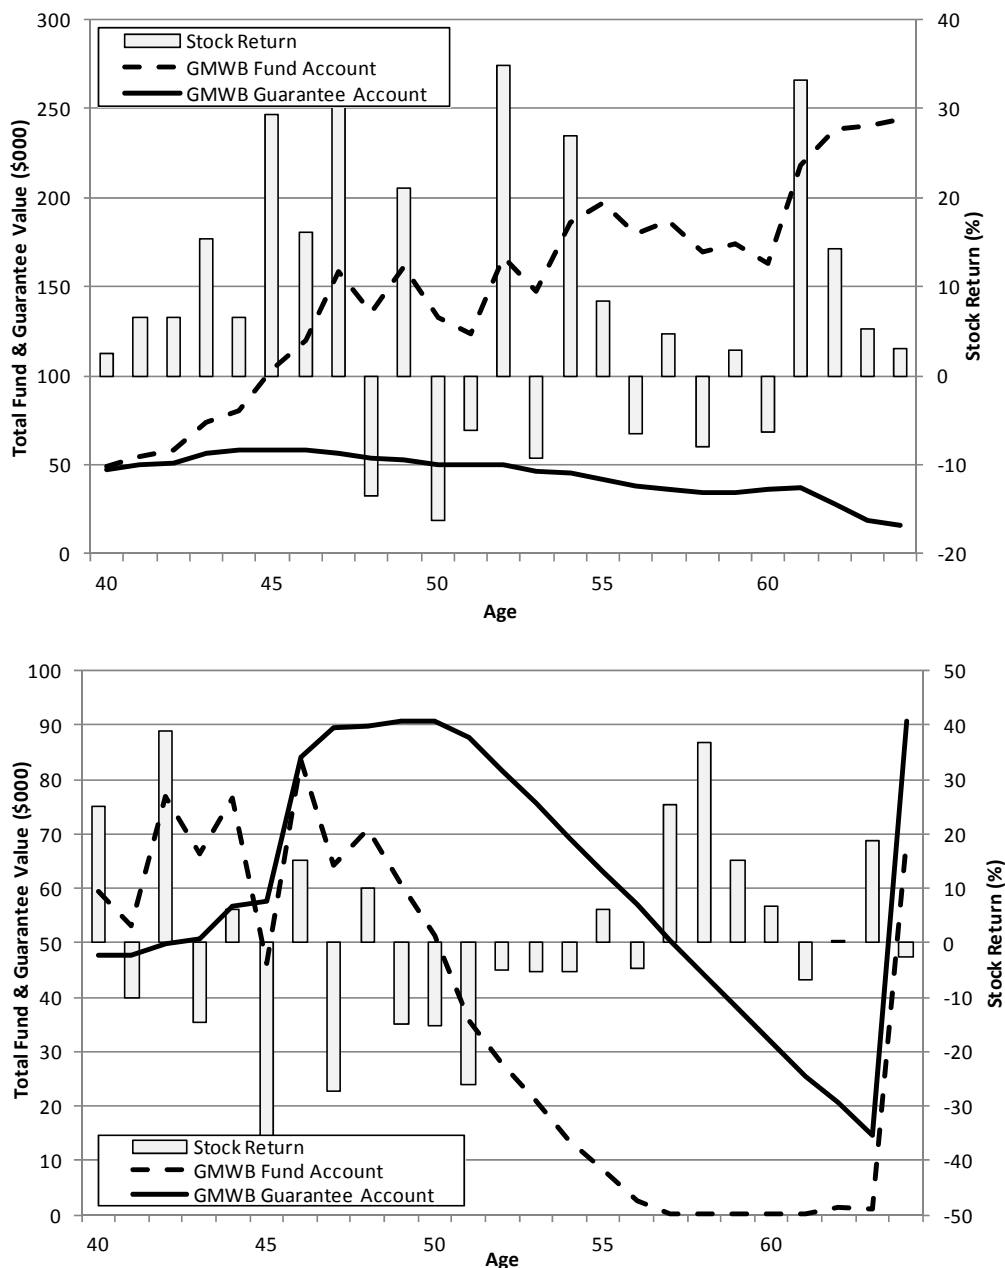 300
250
200
150
100
50
0
Total Fund & Guarantee Value ($000)
Stock Return
GMWB Fund Account
GMWB Guarantee Account
40
30
20
10
0
-10
-20
Stock Return (%)
40 45 50 55 60
Age
100
90
80
70
60
50
40
30
20
10
0
Total Fund & Guarantee Value ($000)
Stock Return
GMWB Fund Account
GMWB Guarantee Account
50
40
30
20
10
0
-10
-20
-30
-40
-50
Stock Return (%)
40 45 50 55 60
Age